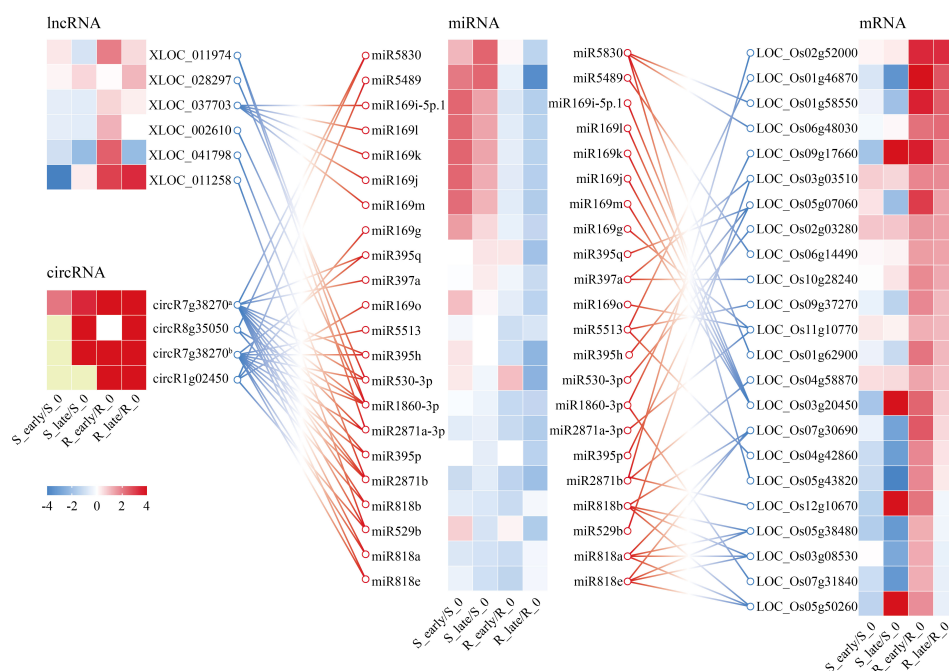 lncRNA
XLOC_011974
XLOC_028297
XLOC_037703
XLOC_002610
XLOC_041798
XLOC_011258
circRNA
circR7g38270ᵃ
circR8g35050
circR7g38270ᵇ
circR1g02450
S_early/S_0
S_late/S_0
R_early/R_0
R_late/R_0
-4 -2 0 2 4
miRNA
miR5830
miR5489
miR169i-5p.1
miR169l
miR169k
miR169j
miR169m
miR169g
miR395q
miR397a
miR169o
miR5513
miR395h
miR530-3p
miR1860-3p
miR2871a-3p
miR395p
miR2871b
miR818b
miR529b
miR818a
miR818e
S_early/S_0
S_late/S_0
R_early/R_0
R_late/R_0
miR5830
miR5489
miR169i-5p.1
miR169l
miR169k
miR169j
miR169m
miR169g
miR395q
miR397a
miR169o
miR5513
miR395h
miR530-3p
miR1860-3p
miR2871a-3p
miR395p
miR2871b
miR818b
miR529b
miR818a
miR818e
mRNA
LOC_Os02g52000
LOC_Os01g46870
LOC_Os01g58550
LOC_Os06g48030
LOC_Os09g17660
LOC_Os03g03510
LOC_Os05g07060
LOC_Os02g03280
LOC_Os06g14490
LOC_Os10g28240
LOC_Os09g37270
LOC_Os11g10770
LOC_Os01g62900
LOC_Os04g58870
LOC_Os03g20450
LOC_Os07g30690
LOC_Os04g42860
LOC_Os05g43820
LOC_Os12g10670
LOC_Os05g38480
LOC_Os03g08530
LOC_Os07g31840
LOC_Os05g50260
S_early/S_0
S_late/S_0
R_early/R_0
R_late/R_0